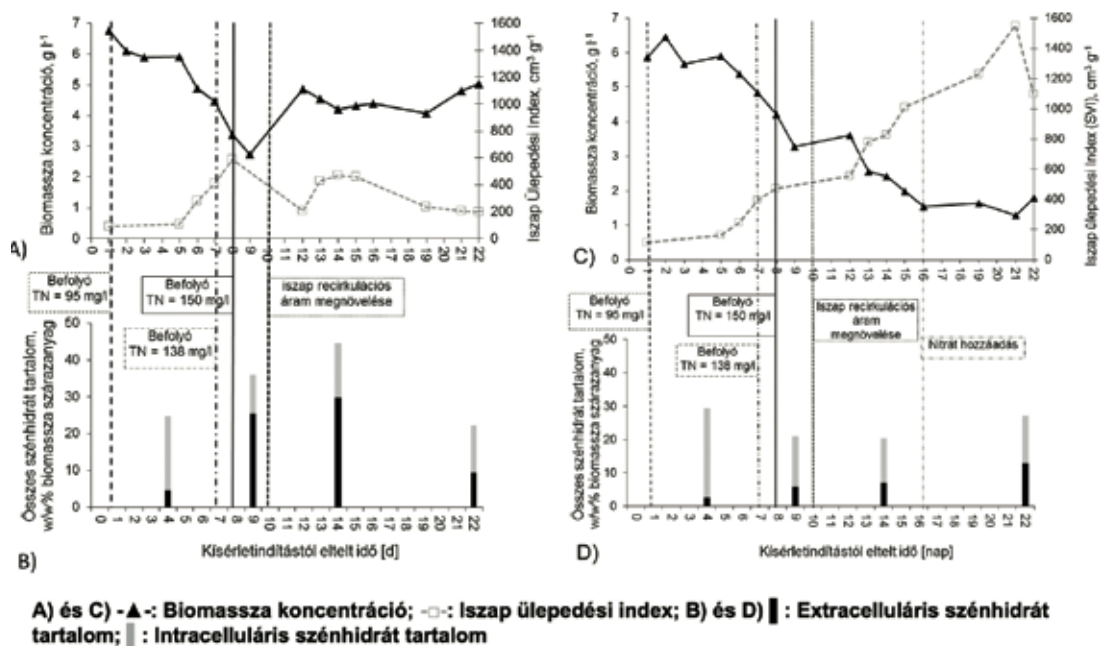 Biomassza koncentráció, g l⁻¹
7
6
5
4
3
2
1
0
1600
1400
1200
1000
800
600
400
200
0
Iszap Ülepedési Index, cm³ g⁻¹
0 1 2 3 4 5 6 7 8 9 10 11 12 13 14 15 16 17 18 19 20 21 22
A)
Befolyó
TN = 95 mg/l
Befolyó
TN = 150 mg/l
Befolyó
TN = 138 mg/l
Iszap recirkulációs
áram megnövelése
Összes szénhidrát tartalom,
w/w% biomassza szárazanyag
50
40
30
20
10
0
0 1 2 3 4 5 6 7 8 9 10 11 12 13 14 15 16 17 18 19 20 21 22
Kísérletindítástól eltelt idő [d]
B)
Biomassza koncentráció, g l⁻¹
7
6
5
4
3
2
1
0
1600
1400
1200
1000
800
600
400
200
0
Iszap ülepedési index (SVI), cm³ g⁻¹
0 1 2 3 4 5 6 7 8 9 10 11 12 13 14 15 16 17 18 19 20 21 22
C)
Befolyó
TN = 95 mg/l
Befolyó
TN = 150 mg/l
Befolyó
TN = 138 mg/l
Iszap recirkulációs
áram
megnövelése
Nitrát hozzáadás
Összes szénhidrát tartalom,
w/w% biomassza szárazanyag
50
40
30
20
10
0
0 1 2 3 4 5 6 7 8 9 10 11 12 13 14 15 16 17 18 19 20 21 22
Kísérletindítástól eltelt idő [nap]
D)
A) és C) -▲-: Biomassza koncentráció; -□-: Iszap ülepedési index; B) és D) : Extracelluláris szénhidrát
tartalom; : Intracelluláris szénhidrát tartalom